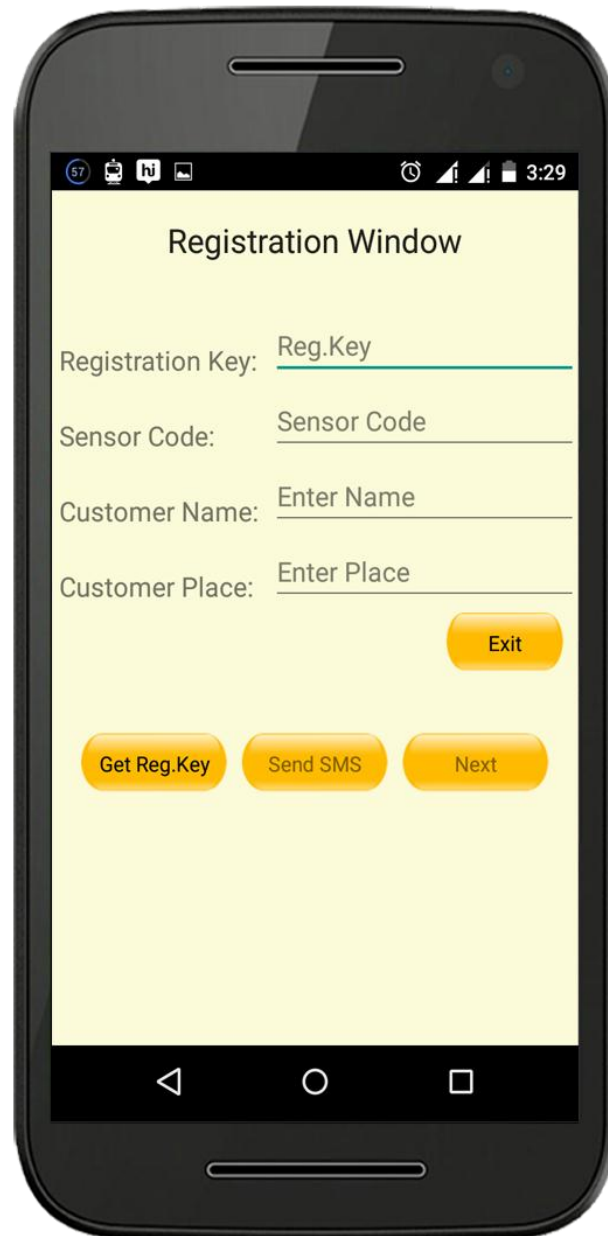 57 hi 3:29
Registration Window
Registration Key: Reg.Key
Sensor Code: Sensor Code
Customer Name: Enter Name
Customer Place: Enter Place
Exit
Get Reg.Key Send SMS Next